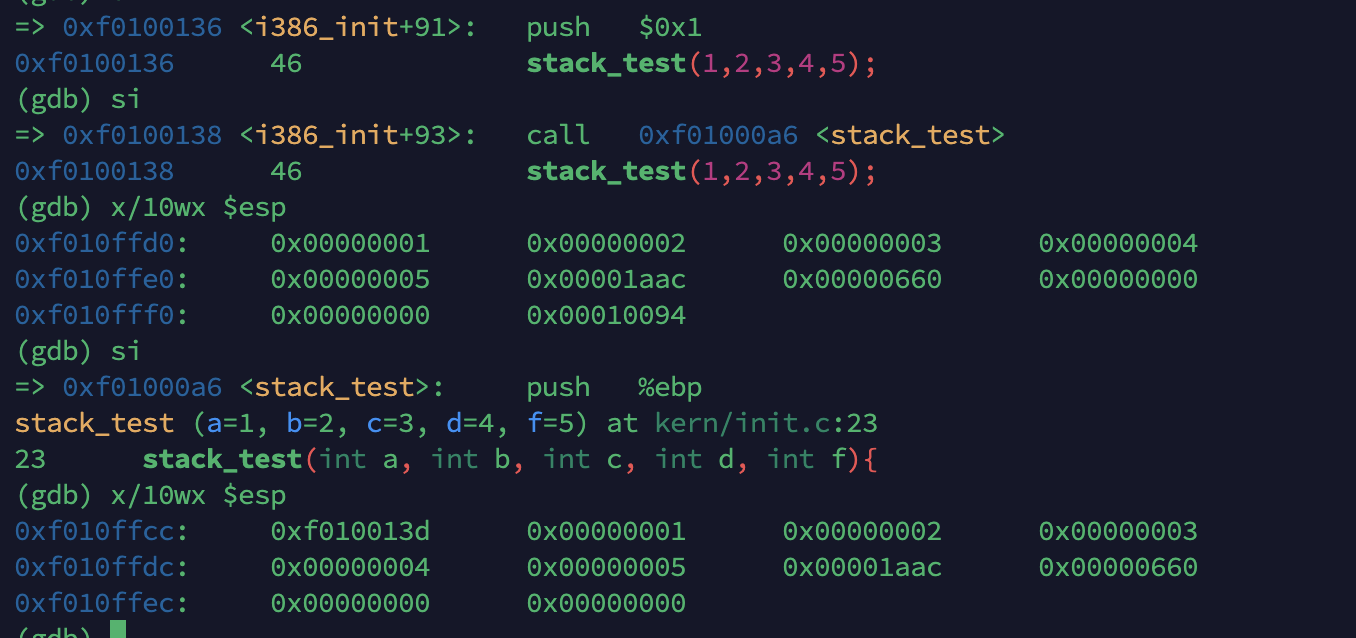 => 0xf0100136 <i386_init+91>: push $0x1
0xf0100136 46 stack_test(1,2,3,4,5);
(gdb) si
=> 0xf0100138 <i386_init+93>: call 0xf01000a6 <stack_test>
0xf0100138 46 stack_test(1,2,3,4,5);
(gdb) x/10wx $esp
0xf010ffd0: 0x00000001 0x00000002 0x00000003 0x00000004
0xf010ffe0: 0x00000005 0x00001aac 0x00000660 0x00000000
0xf010fff0: 0x00000000 0x00010094
(gdb) si
=> 0xf01000a6 <stack_test>: push %ebp
stack_test (a=1, b=2, c=3, d=4, f=5) at kern/init.c:23
23 stack_test(int a, int b, int c, int d, int f){
(gdb) x/10wx $esp
0xf010ffcc: 0xf010013d 0x00000001 0x00000002 0x00000003
0xf010ffdc: 0x00000004 0x00000005 0x00001aac 0x00000660
0xf010ffec: 0x00000000 0x00000000
(gdb)